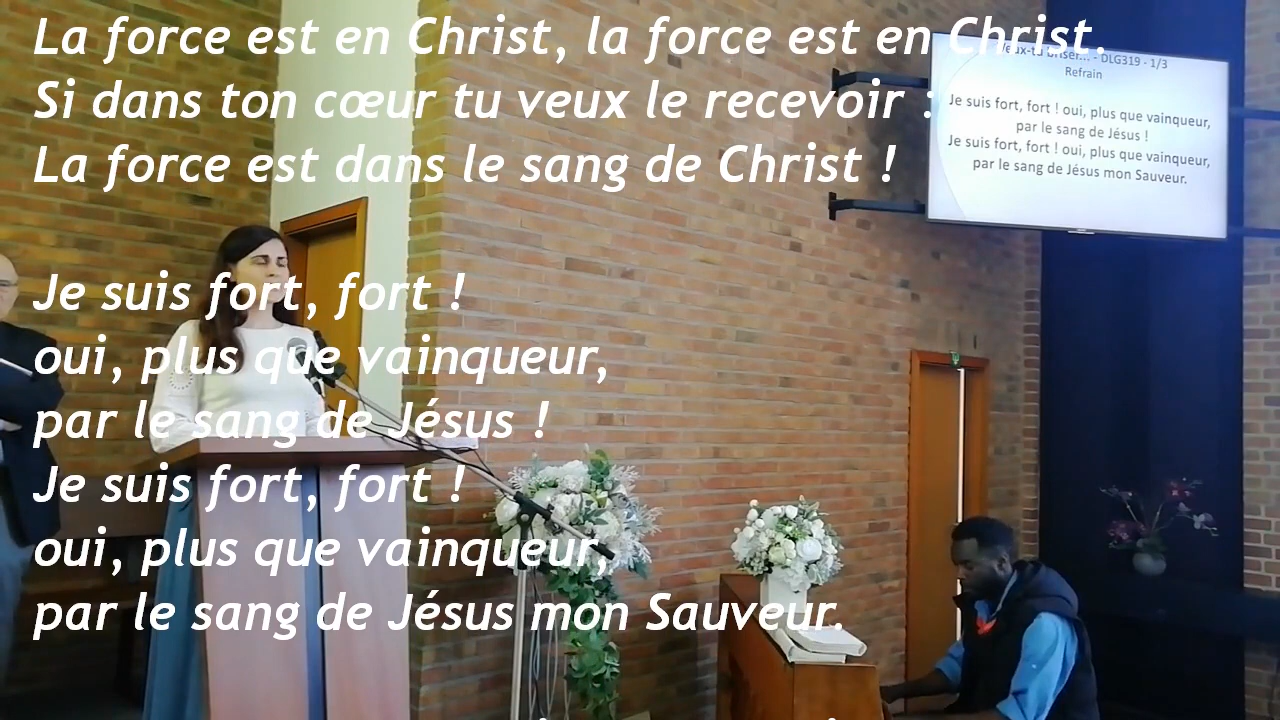 La force est en Christ, la force est en Christ.
Si dans ton cœur tu veux le recevoir :
La force est dans le sang de Christ !
Je suis fort, fort !
oui, plus que vainqueur,
par le sang de Jésus !
Je suis fort, fort !
oui, plus que vainqueur,
par le sang de Jésus mon Sauveur.
Veux-tu briser... - DLG319 - 1/3
Refrain
Je suis fort, fort ! oui, plus que vainqueur,
par le sang de Jésus !
Je suis fort, fort ! oui, plus que vainqueur,
par le sang de Jésus mon Sauveur.